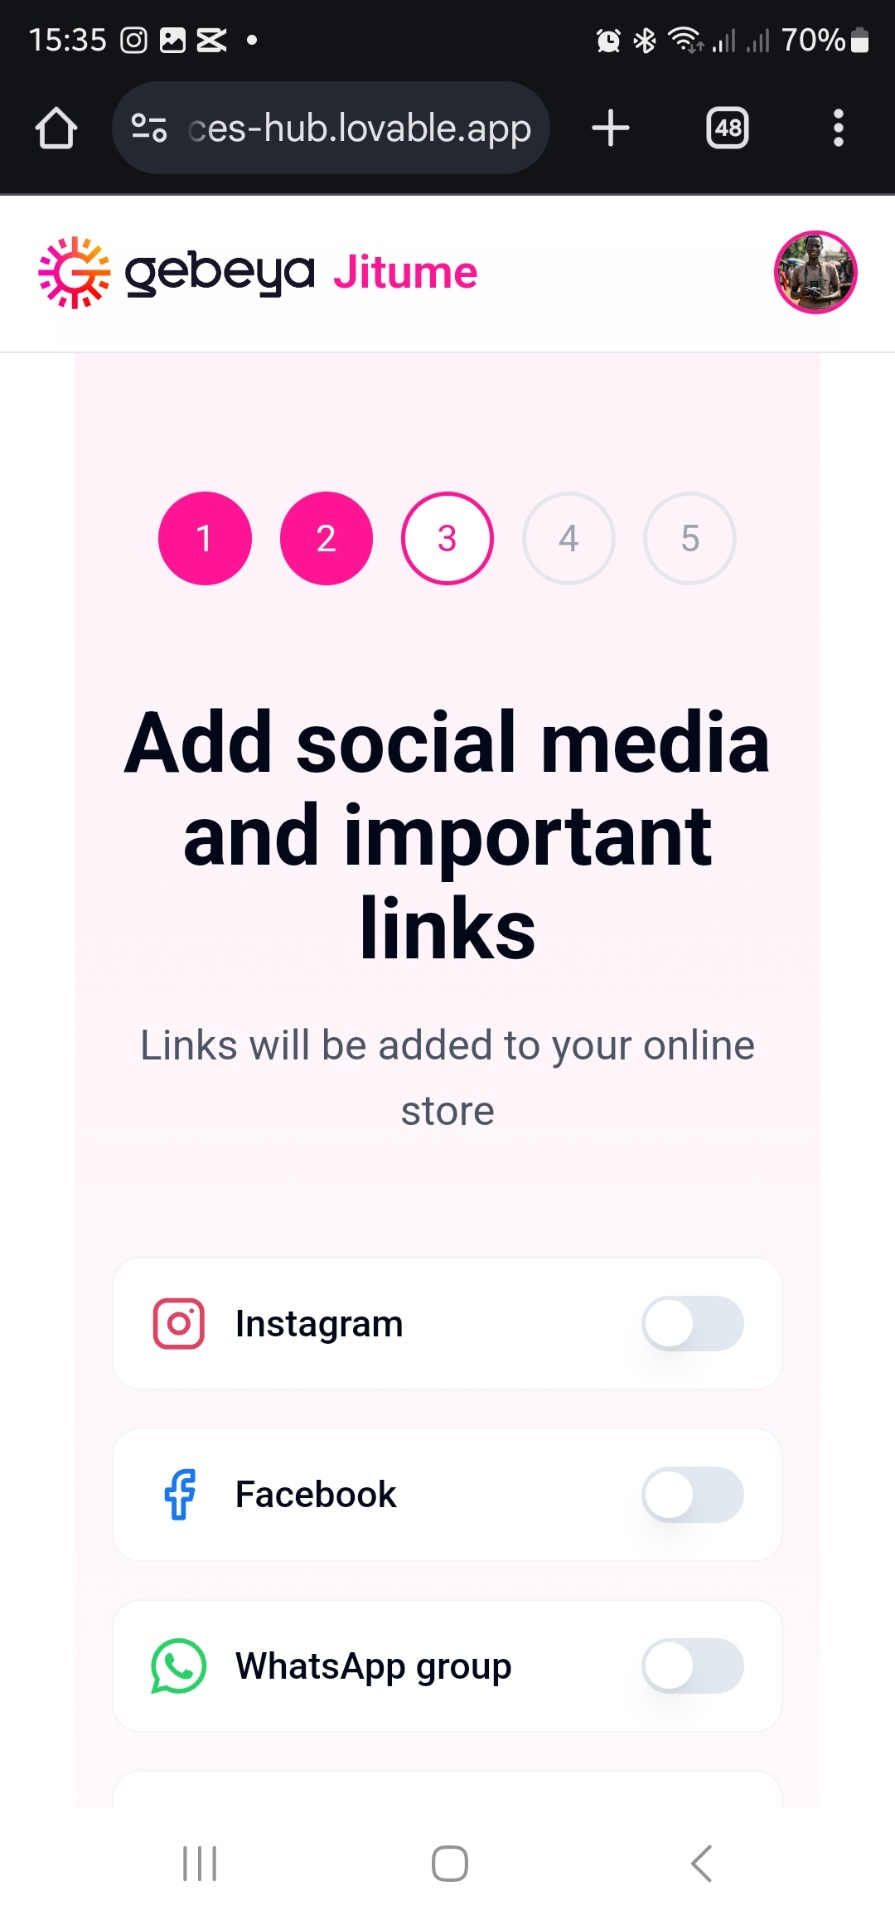 15:35 70%
ces-hub.lovable.app 48
gebeya Jitume
1 2 3 4 5
Add social media
and important
links
Links will be added to your online
store
Instagram
Facebook
WhatsApp group